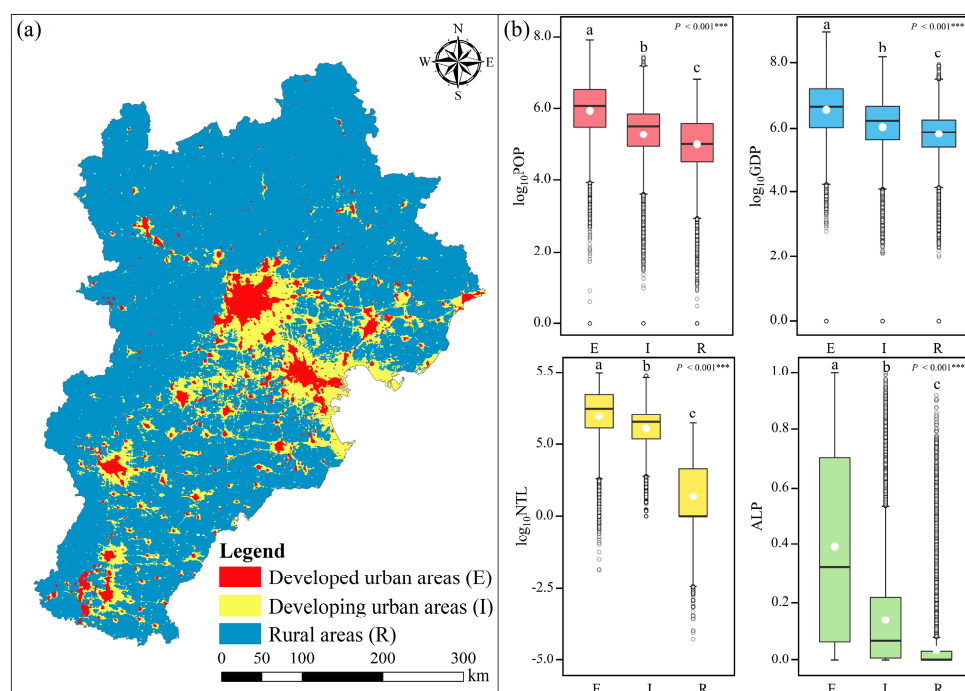 (a)
N
W E
S
Legend
Developed urban areas (E)
Developing urban areas (I)
Rural areas (R)
0 50 100 200 300
km
(b)
P < 0.001***
a
b
c
8.0
6.0
4.0
2.0
0.0
log10POP
E I R
P < 0.001***
a
b
c
8.0
6.0
4.0
2.0
0.0
log10GDP
E I R
P < 0.001***
a
b
c
5.5
5.0
0.0
-2.5
-5.0
log10NTL
E I R
P < 0.001***
a
b
c
1.0
0.8
0.6
0.4
0.2
0.0
ALP
E I R